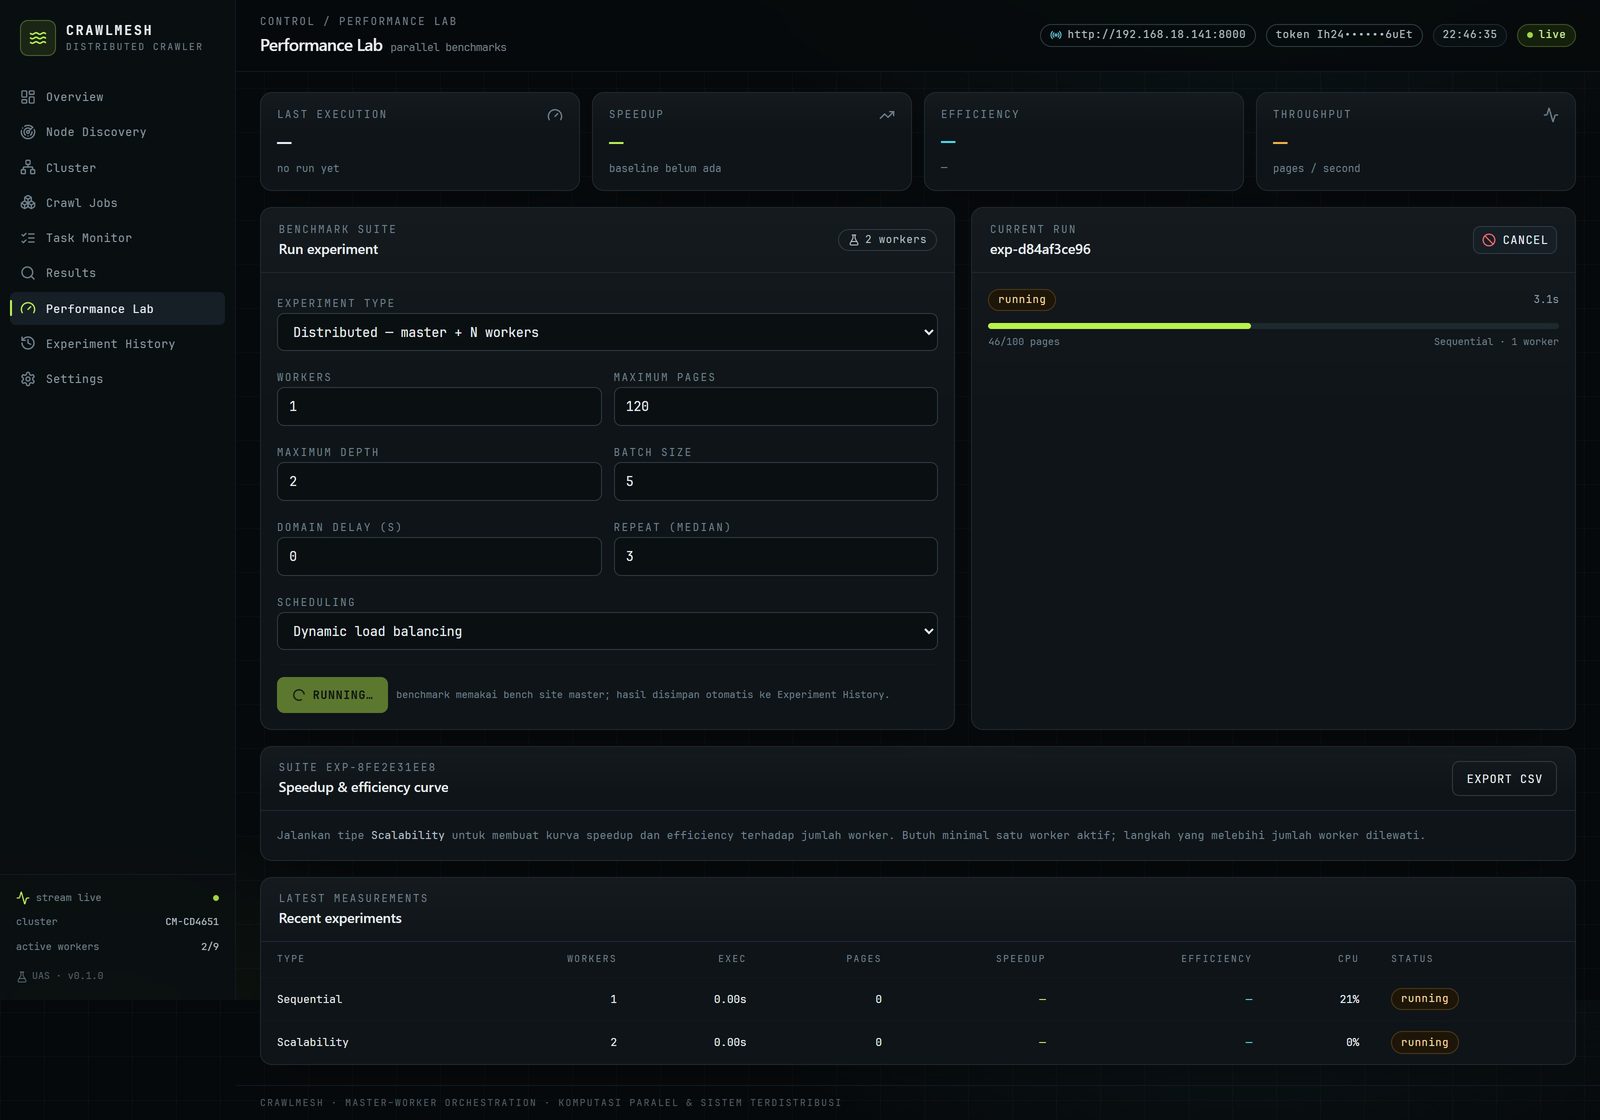 CRAWLMESH
DISTRIBUTED CRAWLER
Overview
Node Discovery
Cluster
Crawl Jobs
Task Monitor
Results
Performance Lab
Experiment History
Settings
stream live
cluster CM-CD4651
active workers 2/9
UAS · v0.1.0
CONTROL / PERFORMANCE LAB
Performance Lab parallel benchmarks
http://192.168.18.141:8000 token Ih24••••••6uEt 22:46:35 live
LAST EXECUTION
—
no run yet
SPEEDUP
—
baseline belum ada
EFFICIENCY
—
—
THROUGHPUT
—
pages / second
BENCHMARK SUITE
Run experiment
2 workers
EXPERIMENT TYPE
Distributed — master + N workers
WORKERS MAXIMUM PAGES
1 120
MAXIMUM DEPTH BATCH SIZE
2 5
DOMAIN DELAY (S) REPEAT (MEDIAN)
0 3
SCHEDULING
Dynamic load balancing
RUNNING… benchmark memakai bench site master; hasil disimpan otomatis ke Experiment History.
CURRENT RUN
exp-d84af3ce96
CANCEL
running 3.1s
46/100 pages Sequential · 1 worker
SUITE EXP-8FE2E31EE8
Speedup & efficiency curve
EXPORT CSV
Jalankan tipe Scalability untuk membuat kurva speedup dan efficiency terhadap jumlah worker. Butuh minimal satu worker aktif; langkah yang melebihi jumlah worker dilewati.
LATEST MEASUREMENTS
Recent experiments
TYPE WORKERS EXEC PAGES SPEEDUP EFFICIENCY CPU STATUS
Sequential 1 0.00s 0 — — 21% running
Scalability 2 0.00s 0 — — 0% running
CRAWLMESH · MASTER-WORKER ORCHESTRATION · KOMPUTASI PARALEL & SISTEM TERDISTRIBUSI